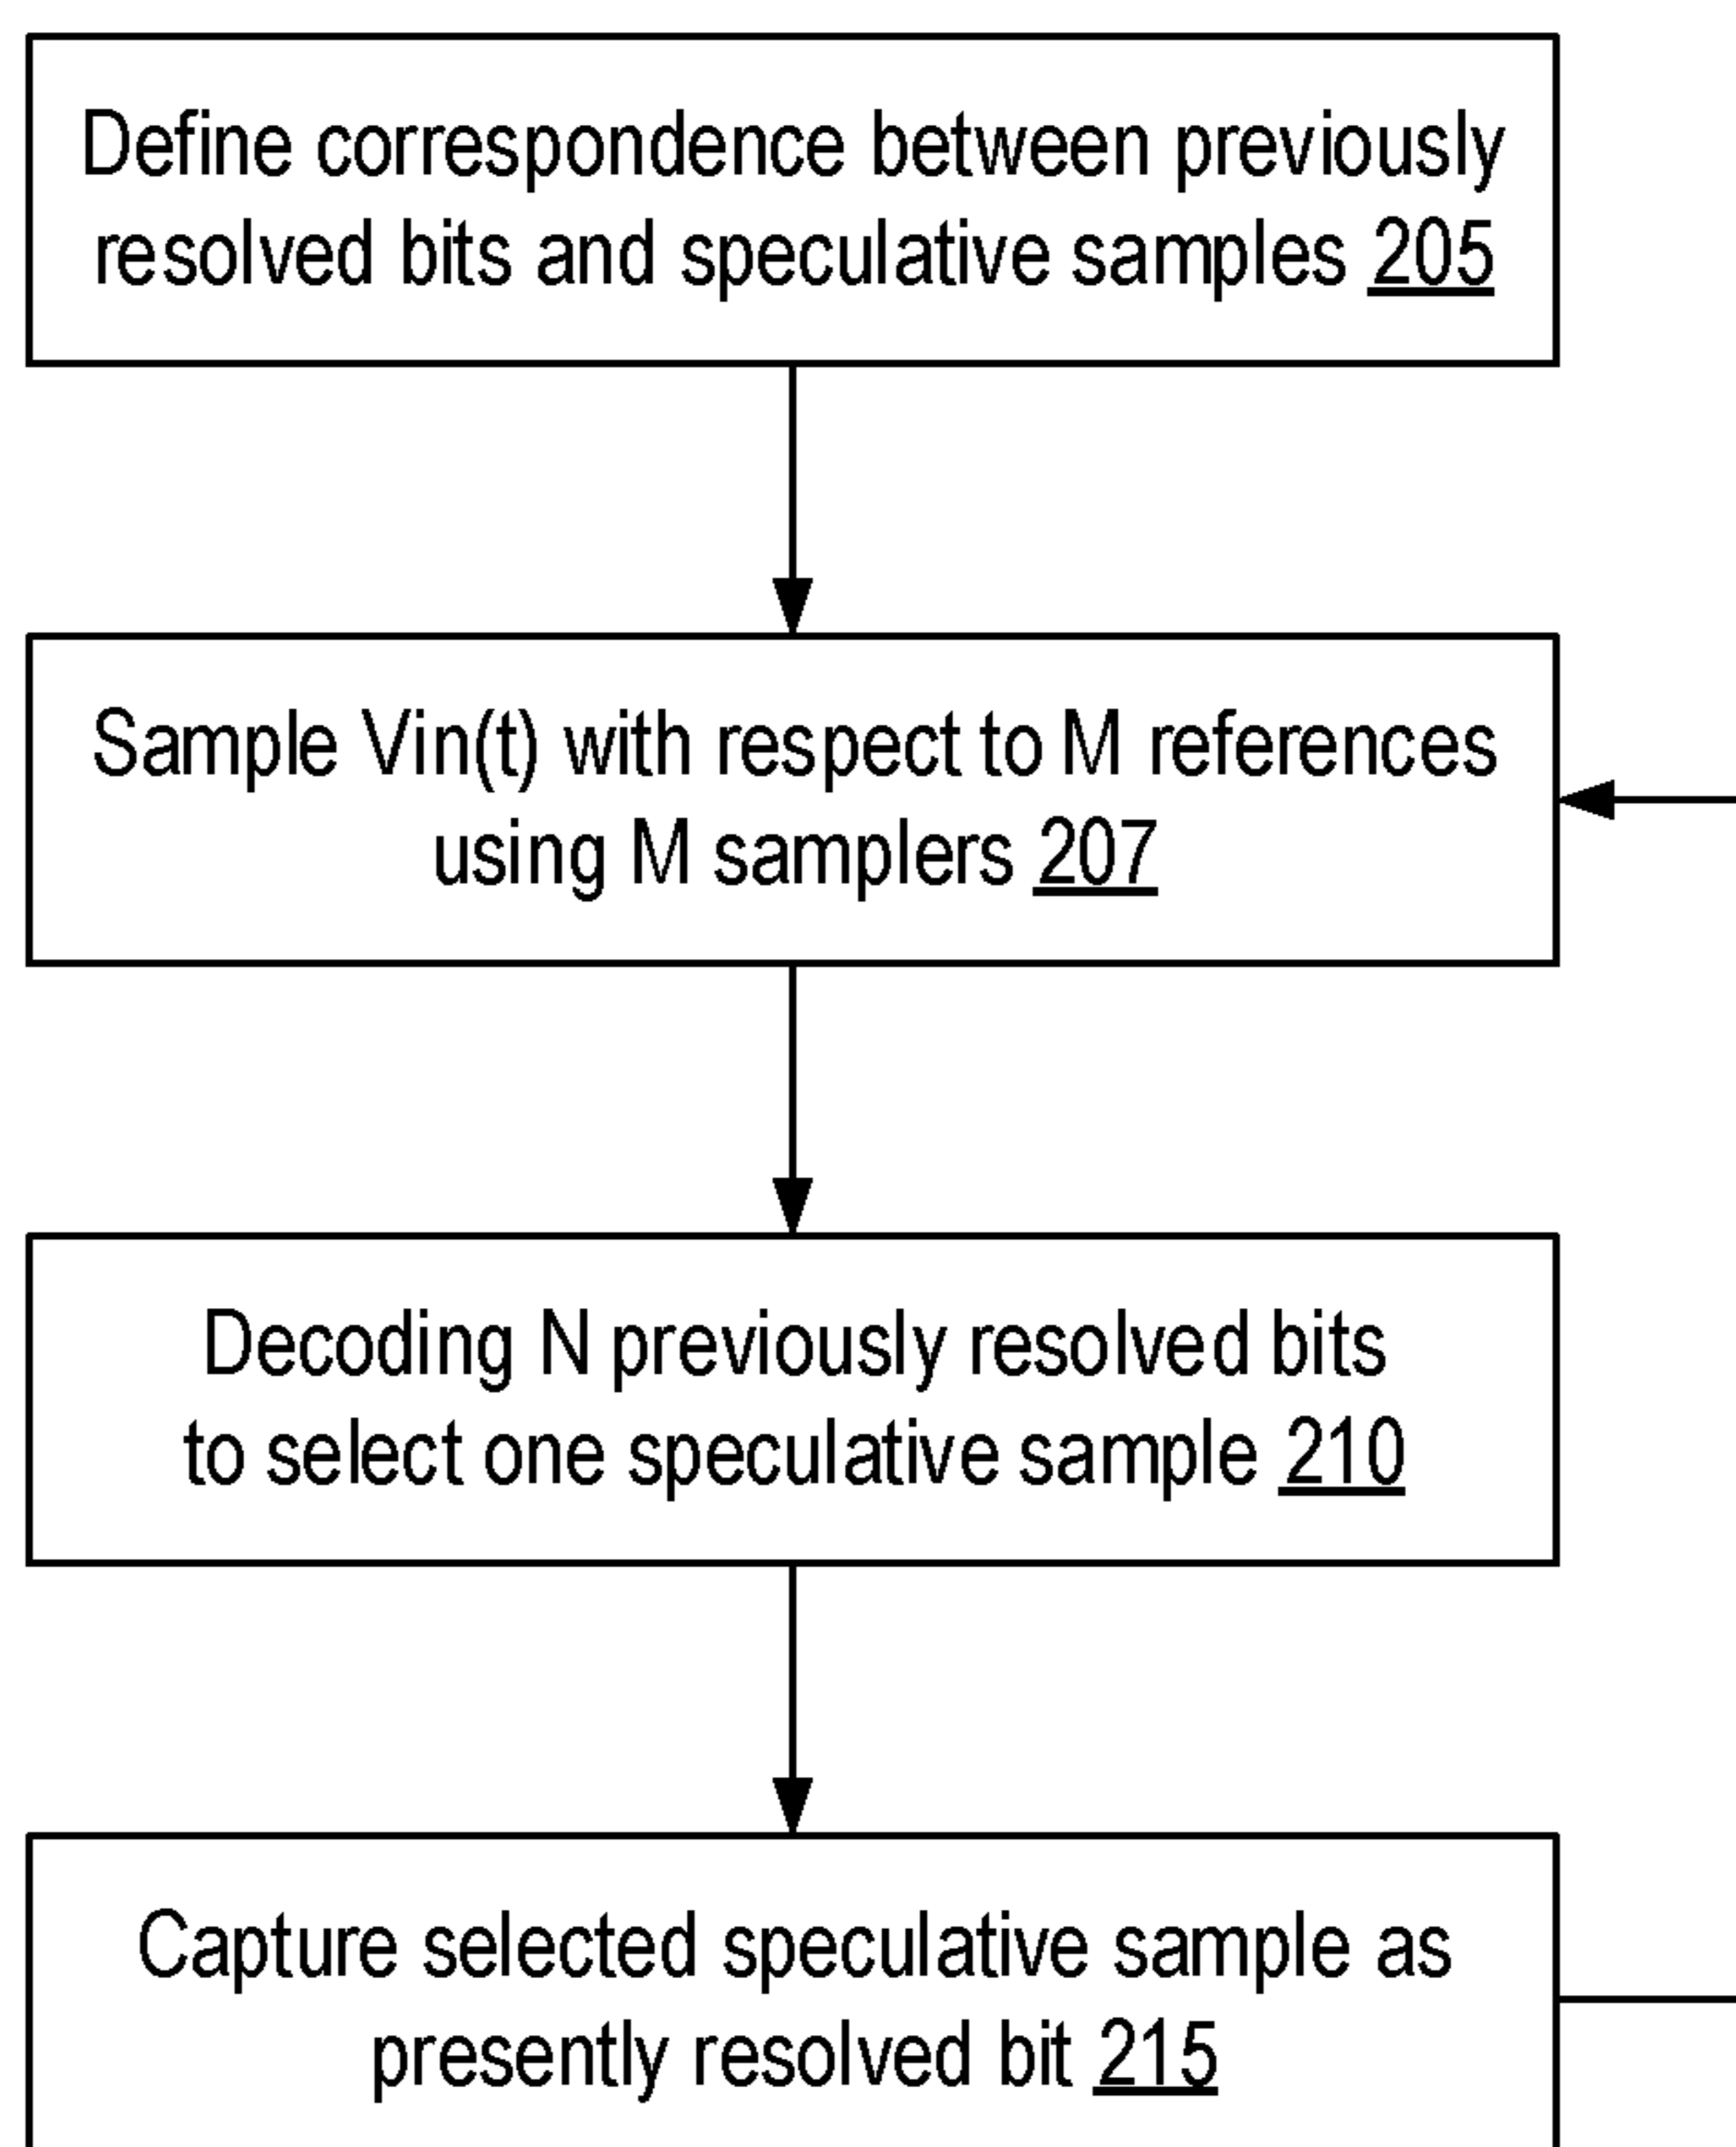 Define correspondence between previously
resolved bits and speculative samples 205
Sample Vin(t) with respect to M references
using M samplers 207
Decoding N previously resolved bits
to select one speculative sample 210
Capture selected speculative sample as
presently resolved bit 215